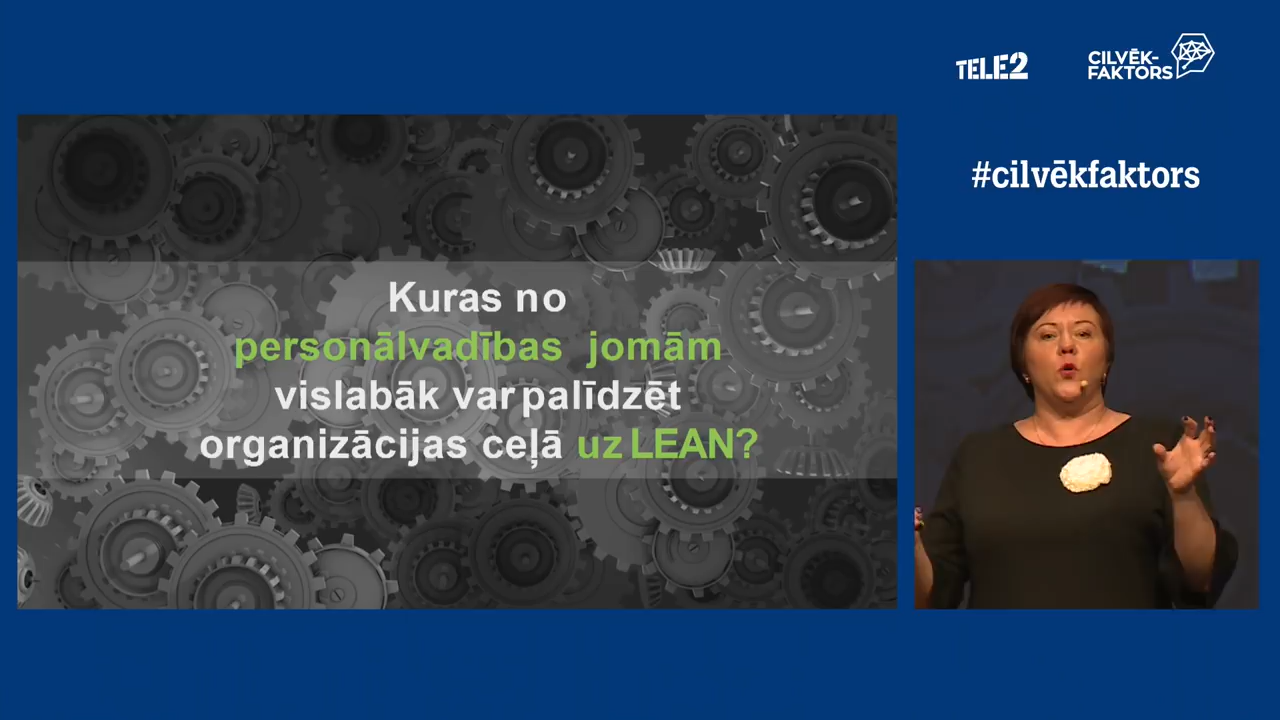 TELE2
CILVĒK-
FAKTORS
#cilvēkfaktors
Kuras no
personālvadības jomām
vislabāk var palīdzēt
organizācijas ceļā uz LEAN?